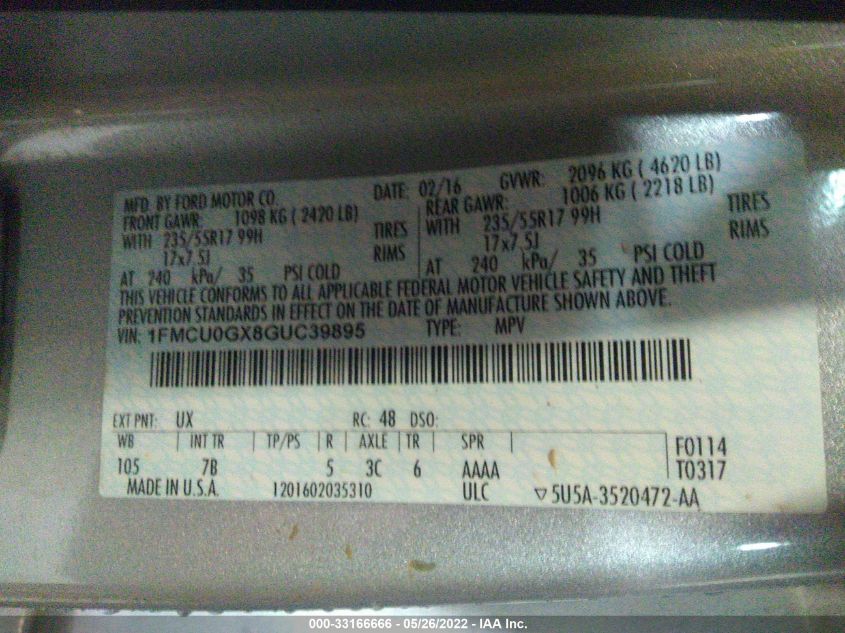 MFD. BY FORD MOTOR CO. DATE: 02/16 GVWR: 2096 KG ( 4620 LB)
FRONT GAWR: 1098 KG ( 2420 LB) REAR GAWR: 1006 KG ( 2218 LB)
WITH 235/55R17 99H TIRES WITH 235/55R17 99H TIRES
17x7.5J RIMS 17x7.5J RIMS
AT 240 kPa/ 35 PSI COLD AT 240 kPa/ 35 PSI COLD
THIS VEHICLE CONFORMS TO ALL APPLICABLE FEDERAL MOTOR VEHICLE SAFETY AND THEFT
PREVENTION STANDARDS IN EFFECT ON THE DATE OF MANUFACTURE SHOWN ABOVE.
VIN: 1FMCU0GX8GUC39895 TYPE: MPV
EXT PNT: UX RC: 48 DSO:
WB INT TR TP/PS R AXLE TR SPR F0114
105 7B 5 3C 6 AAAA T0317
MADE IN U.S.A. 1201602035310 ULC ▽5U5A-3520472-AA
000-33166666 - 05/26/2022 - IAA Inc.